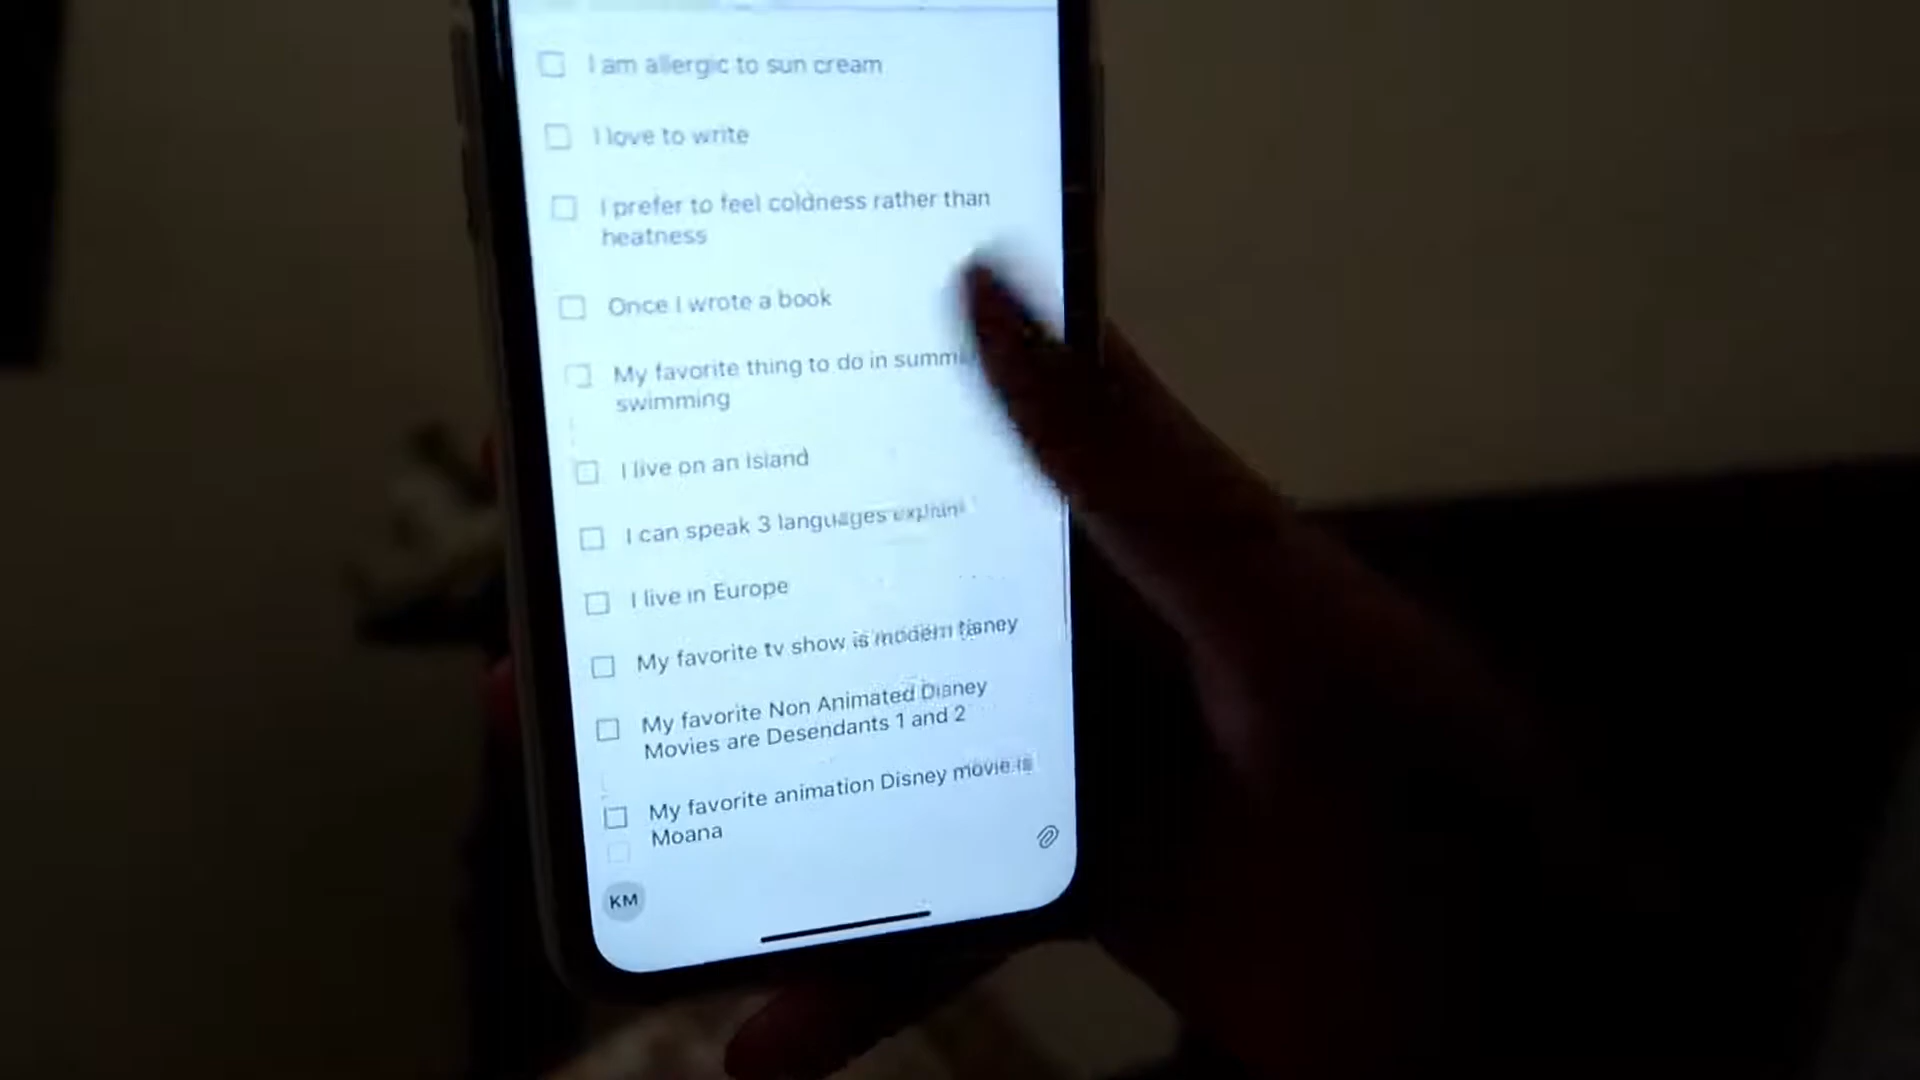 I am allergic to sun cream
I love to write
I prefer to feel coldness rather than
heatness
Once I wrote a book
My favorite thing to do in
swimming
I live on an island
I can speak 3 languages explain
I live in Europe
My favorite tv show is modern
My favorite Non Animated Disney
Movies are Desendants 1 and 2
My favorite animation Disney movie is
Moana
KM